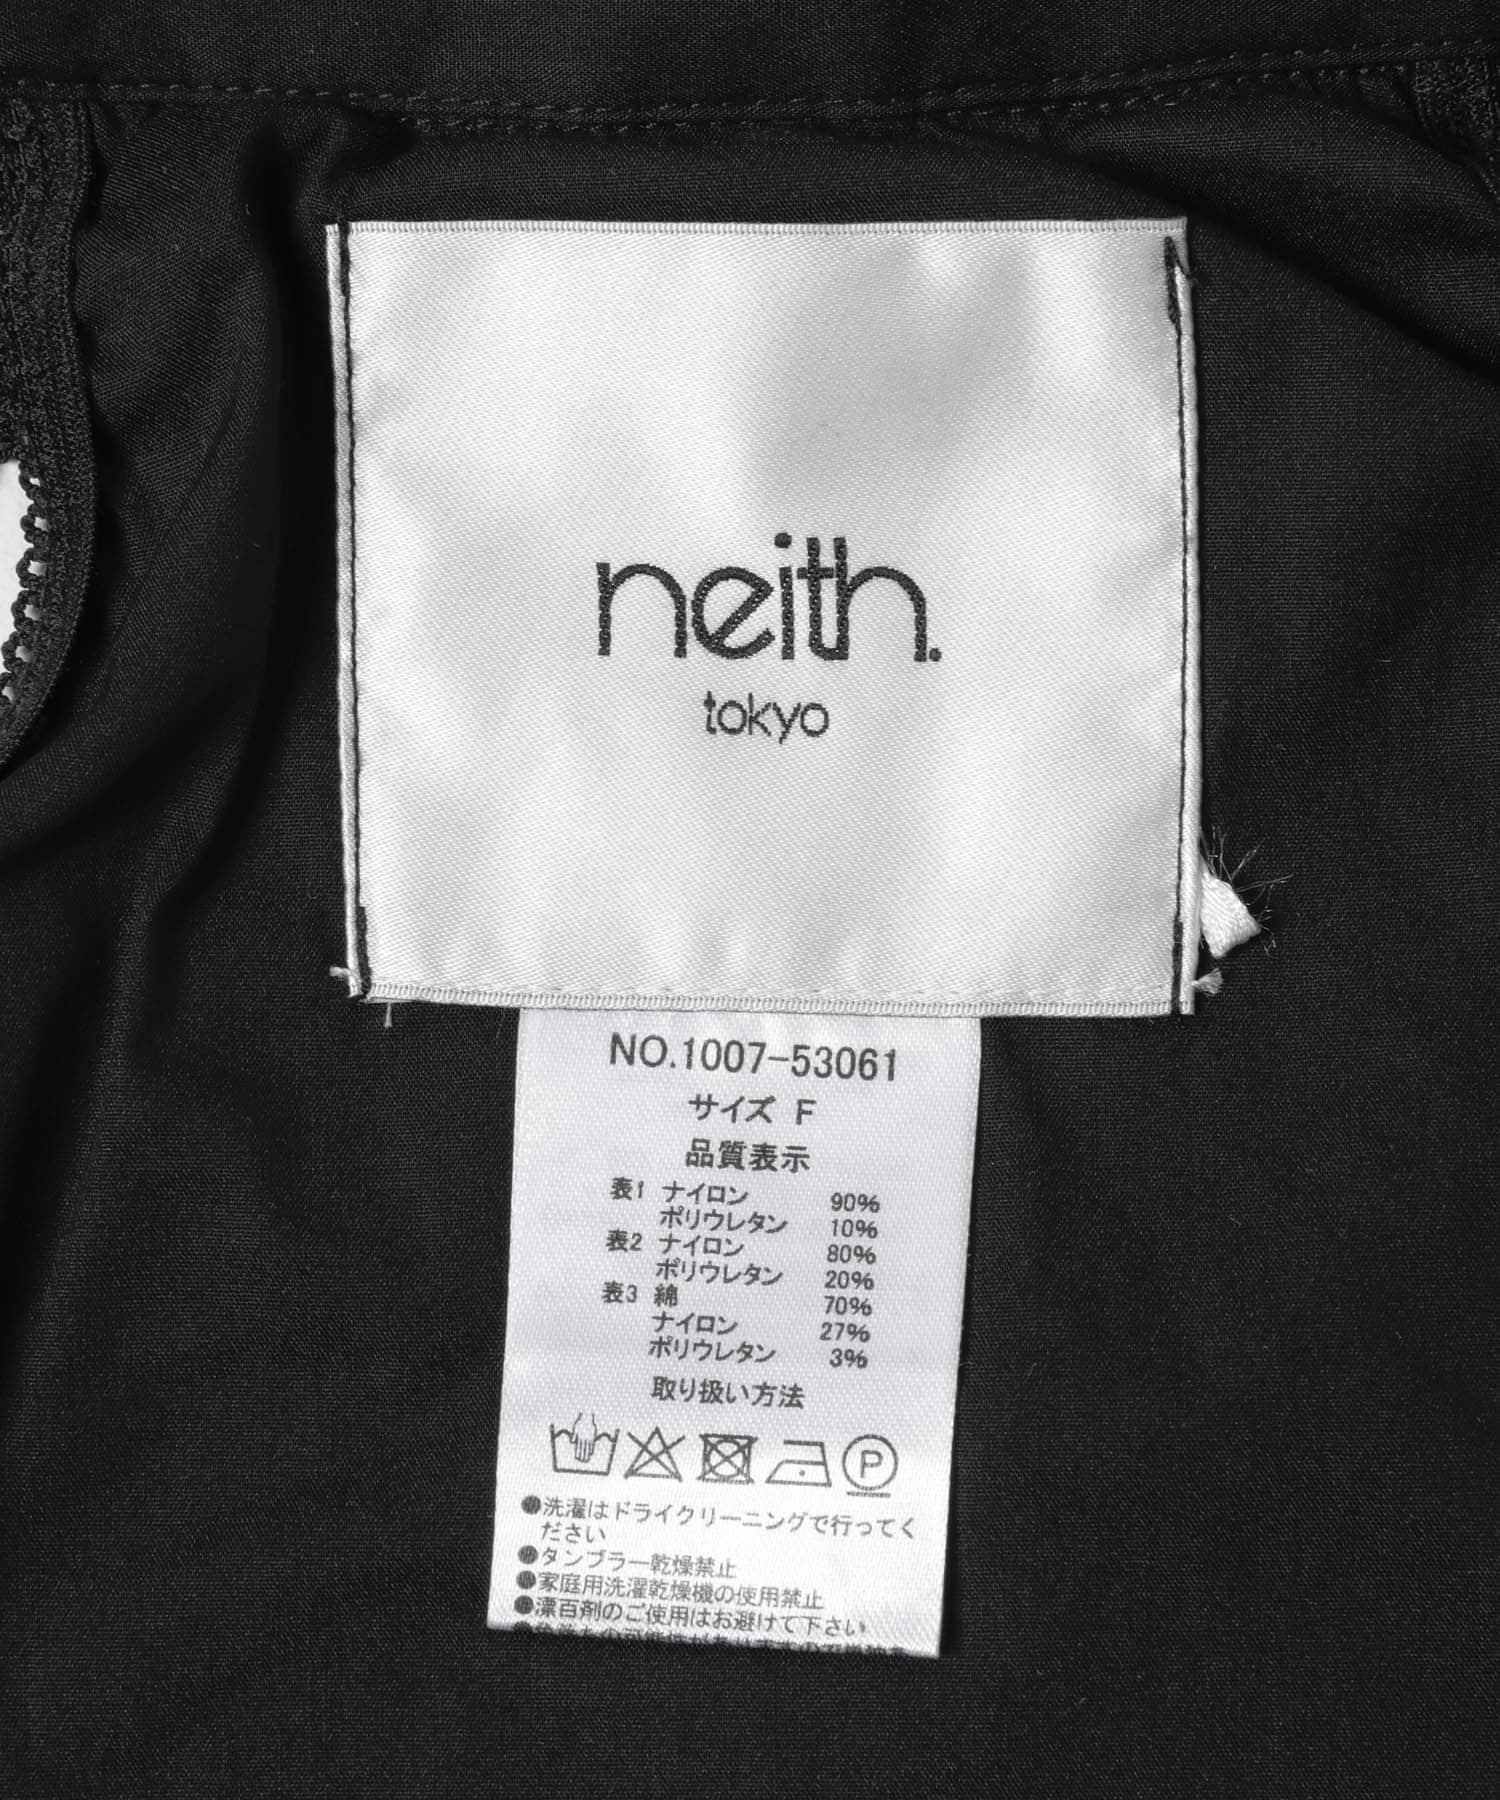 neith.
tokyo
NO.1007-53061
サイズ F
品質表示
表1 ナイロン 90%
ポリウレタン 10%
表2 ナイロン 80%
ポリウレタン 20%
表3 綿 70%
ナイロン 27%
ポリウレタン 3%
取り扱い方法
P
●洗濯はドライクリーニングで行ってく
ださい
●タンブラー乾燥禁止
●家庭用洗濯乾燥機の使用禁止
●漂白剤のご使用はお避けて下さい